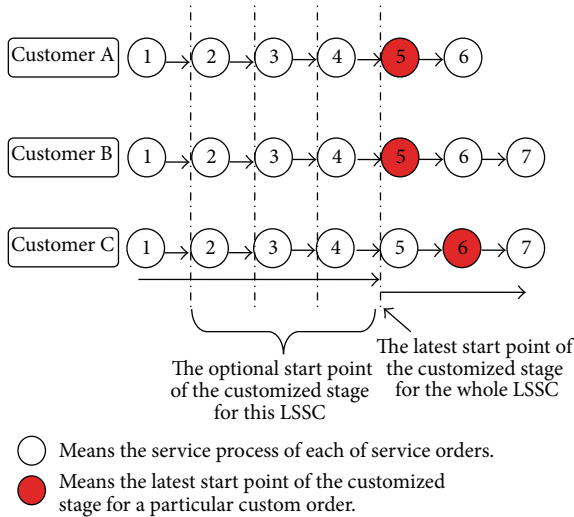 Customer A 1 2 3 4 5 6
Customer B 1 2 3 4 5 6 7
Customer C 1 2 3 4 5 6 7
The optional start point
of the customized stage
for this LSSC
The latest start point of
the customized stage
for the whole LSSC
Means the service process of each of service orders.
Means the latest start point of the customized
stage for a particular custom order.